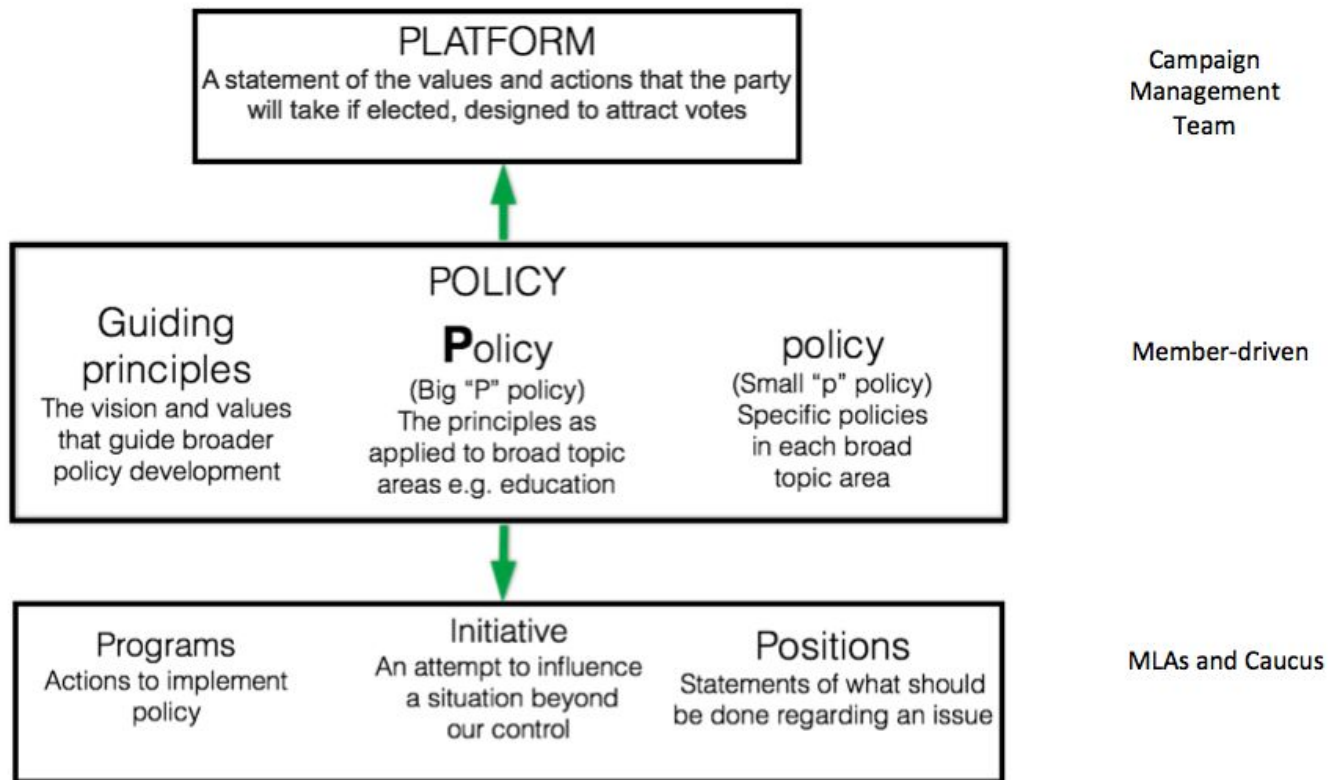 PLATFORM
A statement of the values and actions that the party
will take if elected, designed to attract votes
Campaign
Management
Team
POLICY
Guiding
principles
The vision and values
that guide broader
policy development
Policy
(Big “P” policy)
The principles as
applied to broad topic
areas e.g. education
policy
(Small “p” policy)
Specific policies
in each broad
topic area
Member-driven
Programs
Actions to implement
policy
Initiative
An attempt to influence
a situation beyond
our control
Positions
Statements of what should
be done regarding an issue
MLAs and Caucus